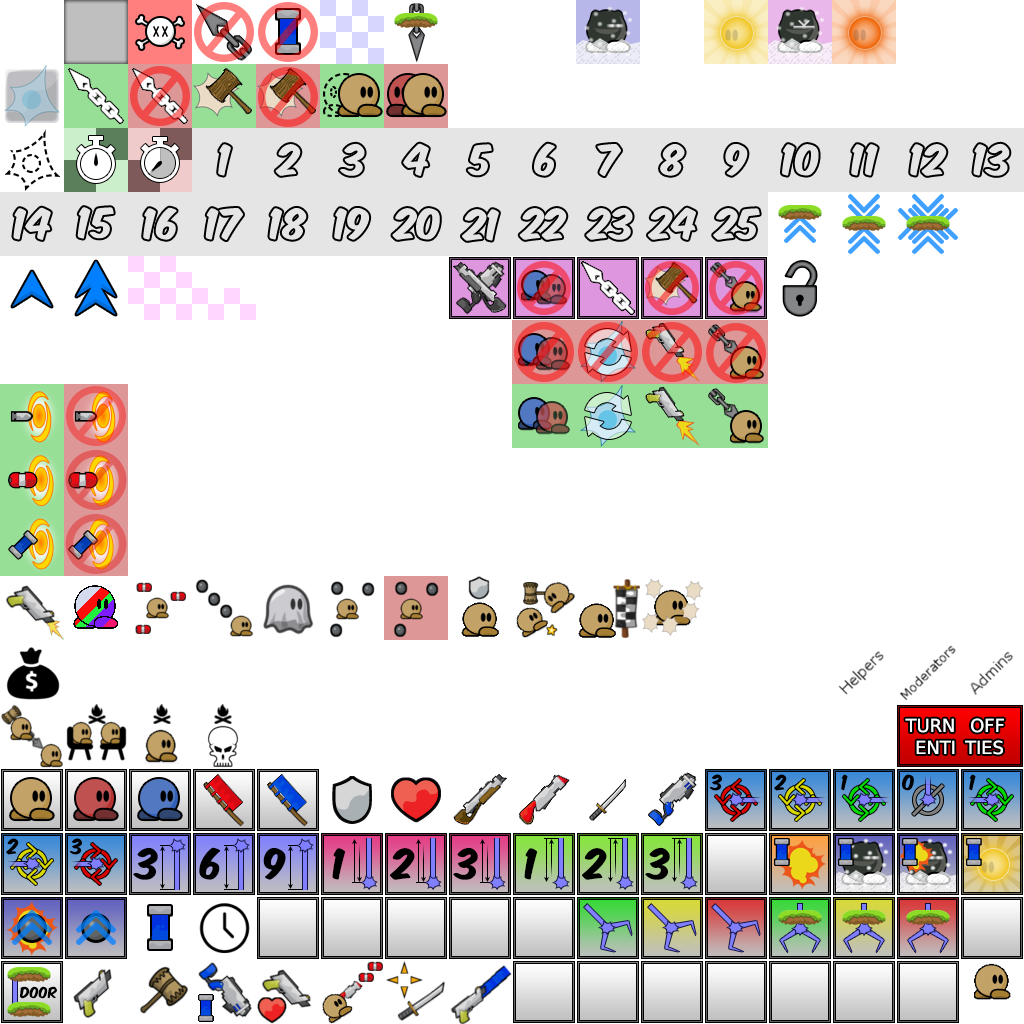 1 2 3 4 5 6 7 8 9 10 11 12 13
14 15 16 17 18 19 20 21 22 23 24 25
$
Helpers Moderators Admins
TURN OFF
ENTITIES
3 2 1 0 1
2 3 3 6 9 1 2 3 1 2 3
DOOR